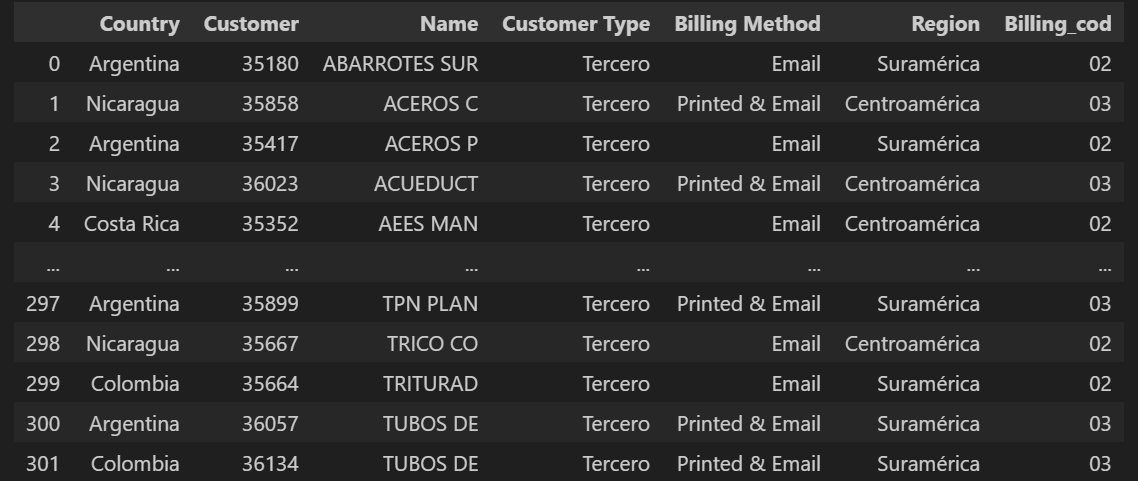 Country Customer Name Customer Type Billing Method Region Billing_cod
0 Argentina 35180 ABARROTES SUR Tercero Email Suramérica 02
1 Nicaragua 35858 ACEROS C Tercero Printed & Email Centroamérica 03
2 Argentina 35417 ACEROS P Tercero Email Suramérica 02
3 Nicaragua 36023 ACUEDUCT Tercero Printed & Email Centroamérica 03
4 Costa Rica 35352 AEES MAN Tercero Email Centroamérica 02
... ... ... ... ... ... ... ...
297 Argentina 35899 TPN PLAN Tercero Printed & Email Suramérica 03
298 Nicaragua 35667 TRICO CO Tercero Email Centroamérica 02
299 Colombia 35664 TRITURAD Tercero Email Suramérica 02
300 Argentina 36057 TUBOS DE Tercero Printed & Email Suramérica 03
301 Colombia 36134 TUBOS DE Tercero Printed & Email Suramérica 03